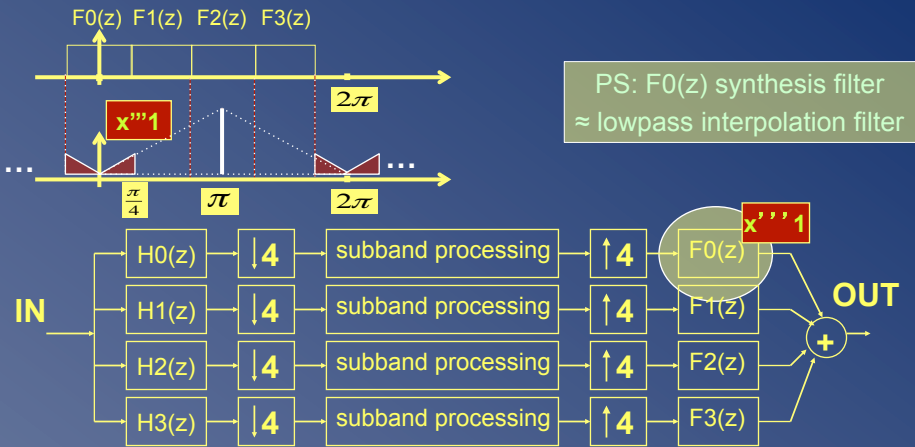 F0(z) F1(z) F2(z) F3(z)
2π
PS: F0(z) synthesis filter
≈ lowpass interpolation filter
x'''1
...
...
π/4
π
2π
x'''1
H0(z) ↓4 subband processing ↑4 F0(z)
IN
OUT
H1(z) ↓4 subband processing ↑4 F1(z)
+
H2(z) ↓4 subband processing ↑4 F2(z)
H3(z) ↓4 subband processing ↑4 F3(z)